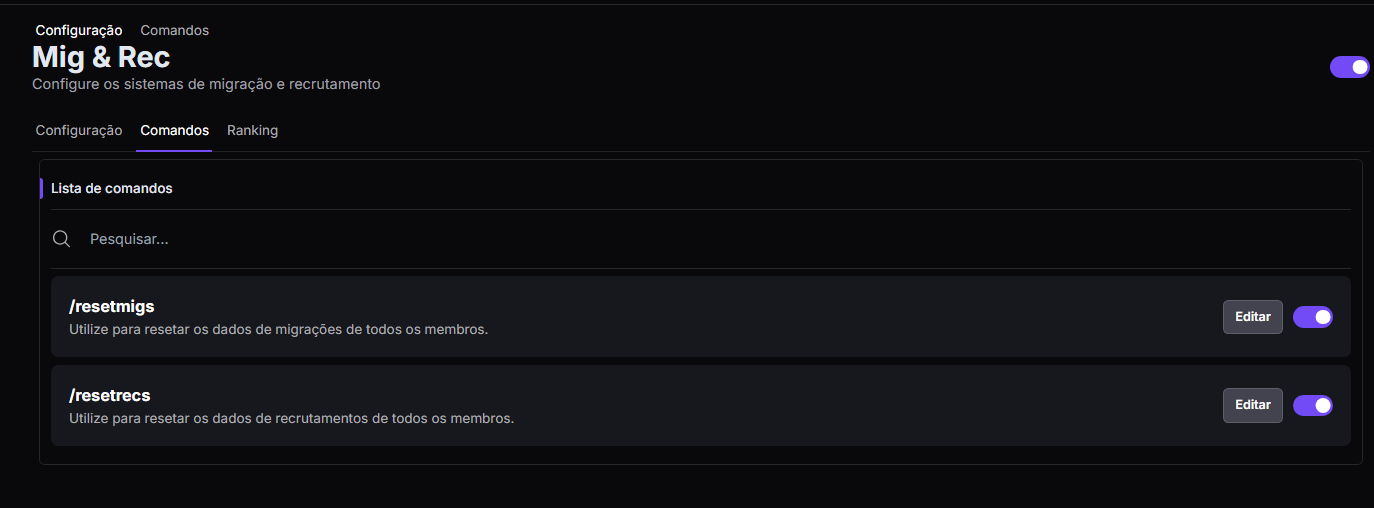 Configuração Comandos
Mig & Rec
Configure os sistemas de migração e recrutamento
Configuração Comandos Ranking
Lista de comandos
Pesquisar...
/resetmigs
Utilize para resetar os dados de migrações de todos os membros.
Editar
/resetrecs
Utilize para resetar os dados de recrutamentos de todos os membros.
Editar